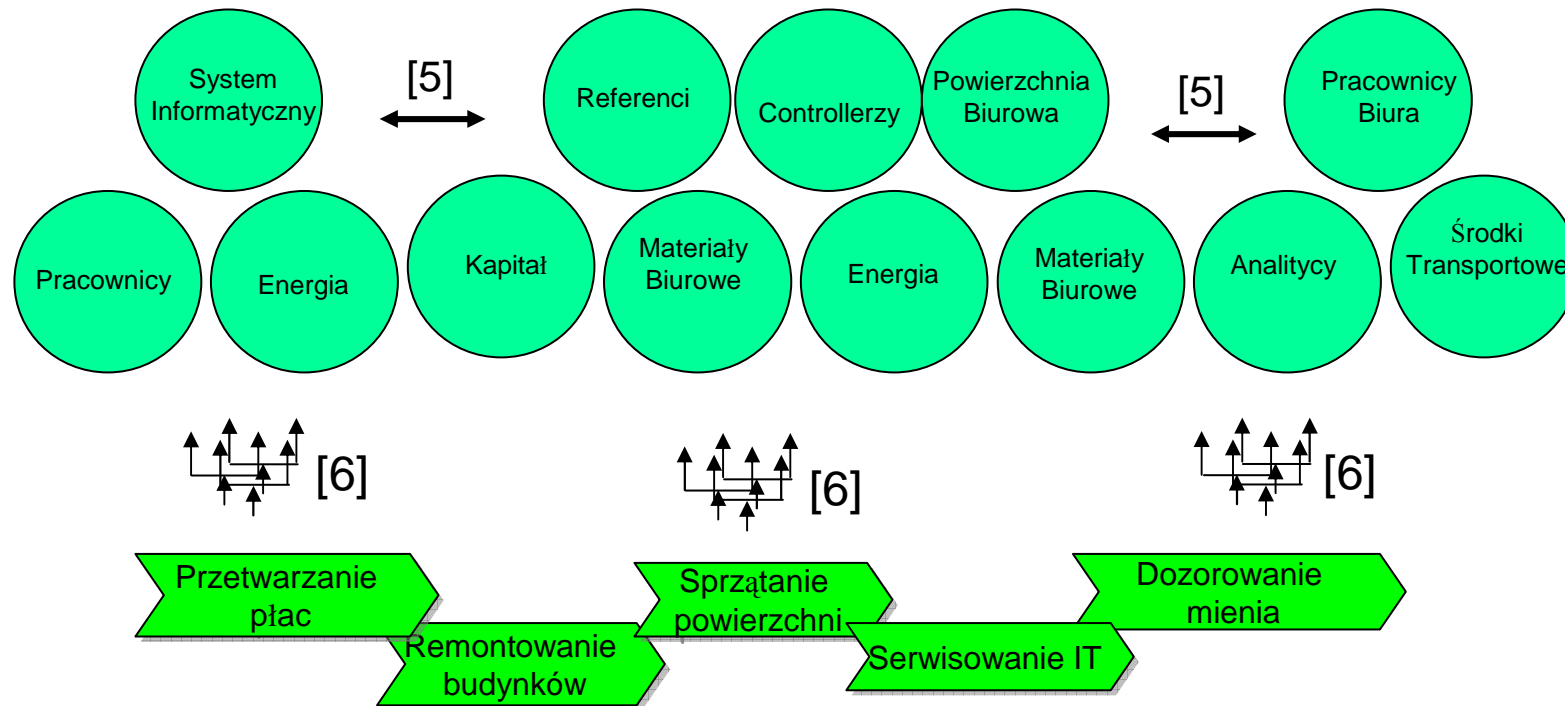 System
Informatyczny
[5]
Referenci
Controllerzy
Powierzchnia
Biurowa
[5]
Pracownicy
Biura
Pracownicy
Energia
Kapitał
Materiały
Biurowe
Energia
Materiały
Biurowe
Analitycy
Środki
Transportowe
[6]
[6]
[6]
Przetwarzanie
płac
Remontowanie
budynków
Sprzątanie
powierzchni
Serwisowanie IT
Dozorowanie
mienia